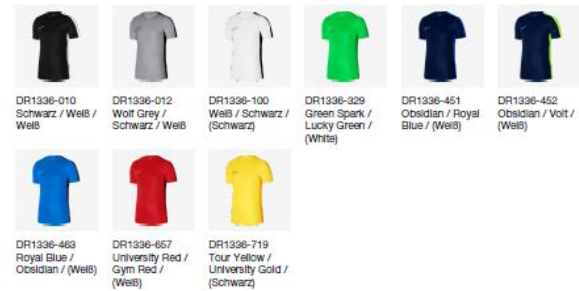 DR1336-010
Schwarz / Weiß /
Weiß
DR1336-012
Wolf Grey /
Schwarz / Weiß
DR1336-100
Weiß / Schwarz /
(Schwarz)
DR1336-329
Green Spark /
Lucky Green /
(White)
DR1336-451
Obsidian / Royal
Blue / (Weiß)
DR1336-452
Obsidian / Volt /
(Weiß)
DR1336-463
Royal Blue /
Obsidian / (Weiß)
DR1336-657
University Red /
Gym Red /
(Weiß)
DR1336-719
Tour Yellow /
University Gold /
(Schwarz)